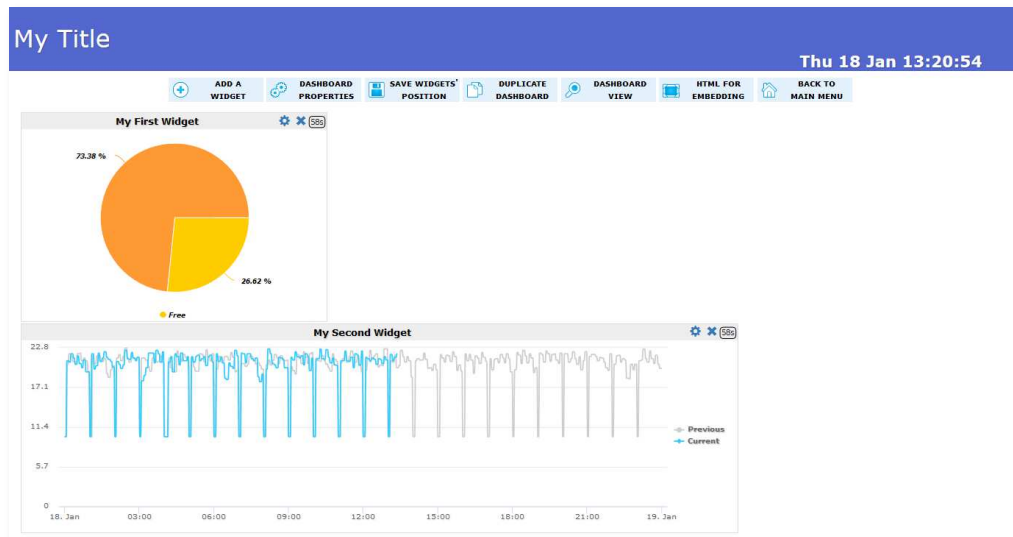 My Title
Thu 18 Jan 13:20:54
ADD A
WIDGET
DASHBOARD
PROPERTIES
SAVE WIDGETS'
POSITION
DUPLICATE
DASHBOARD
DASHBOARD
VIEW
HTML FOR
EMBEDDING
BACK TO
MAIN MENU
My First Widget
58s
73.38 %
26.62 %
Free
My Second Widget
58s
22.8
17.1
11.4
5.7
0
Previous
Current
18. Jan
03:00
06:00
09:00
12:00
15:00
18:00
21:00
19. Jan